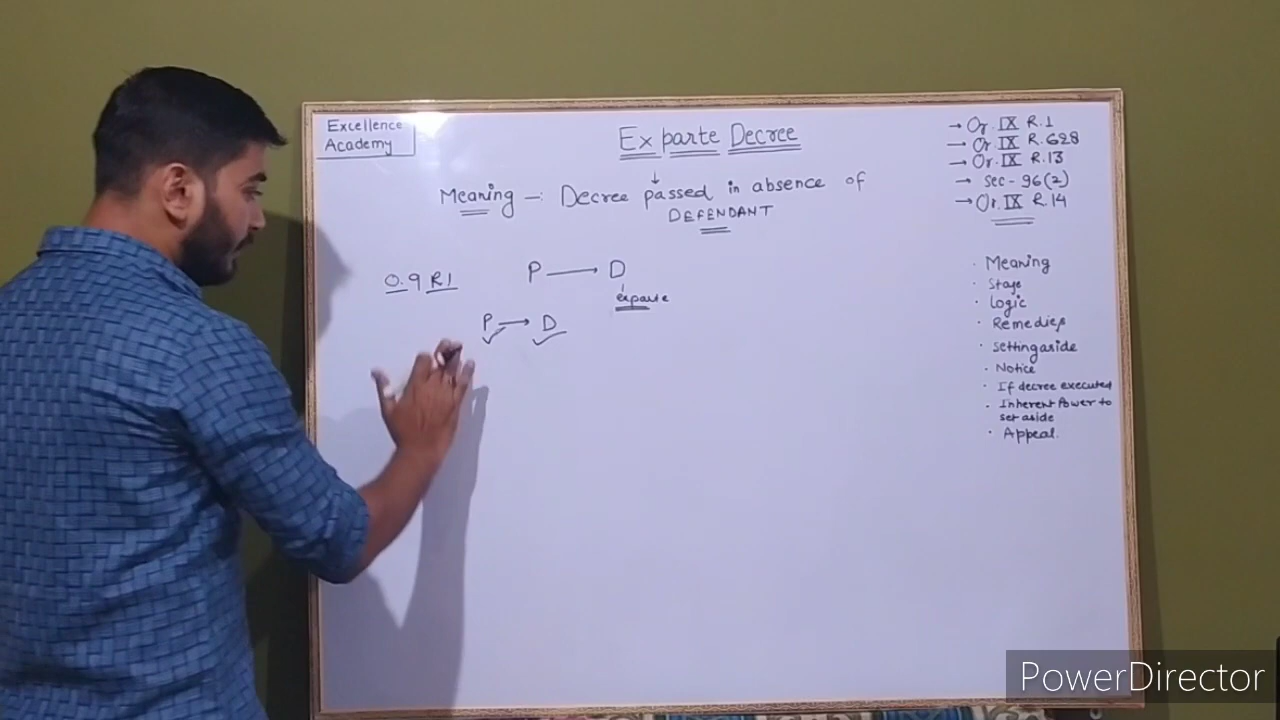 Excellence
Academy
Ex parte Decree
Meaning -: Decree passed in absence of
DEFENDANT
O.9 R1
P → D
exparte
P → D
→ Or. IX R.1
→ Or. IX R.6&8
→ Or. IX R.13
→ Sec - 96(2)
→ Or. IX R.14
· Meaning
· Stage
· Logic
· Remedies
· Setting aside
· Notice
· If decree executed
· Inherent Power to
set aside
· Appeal.
PowerDirector